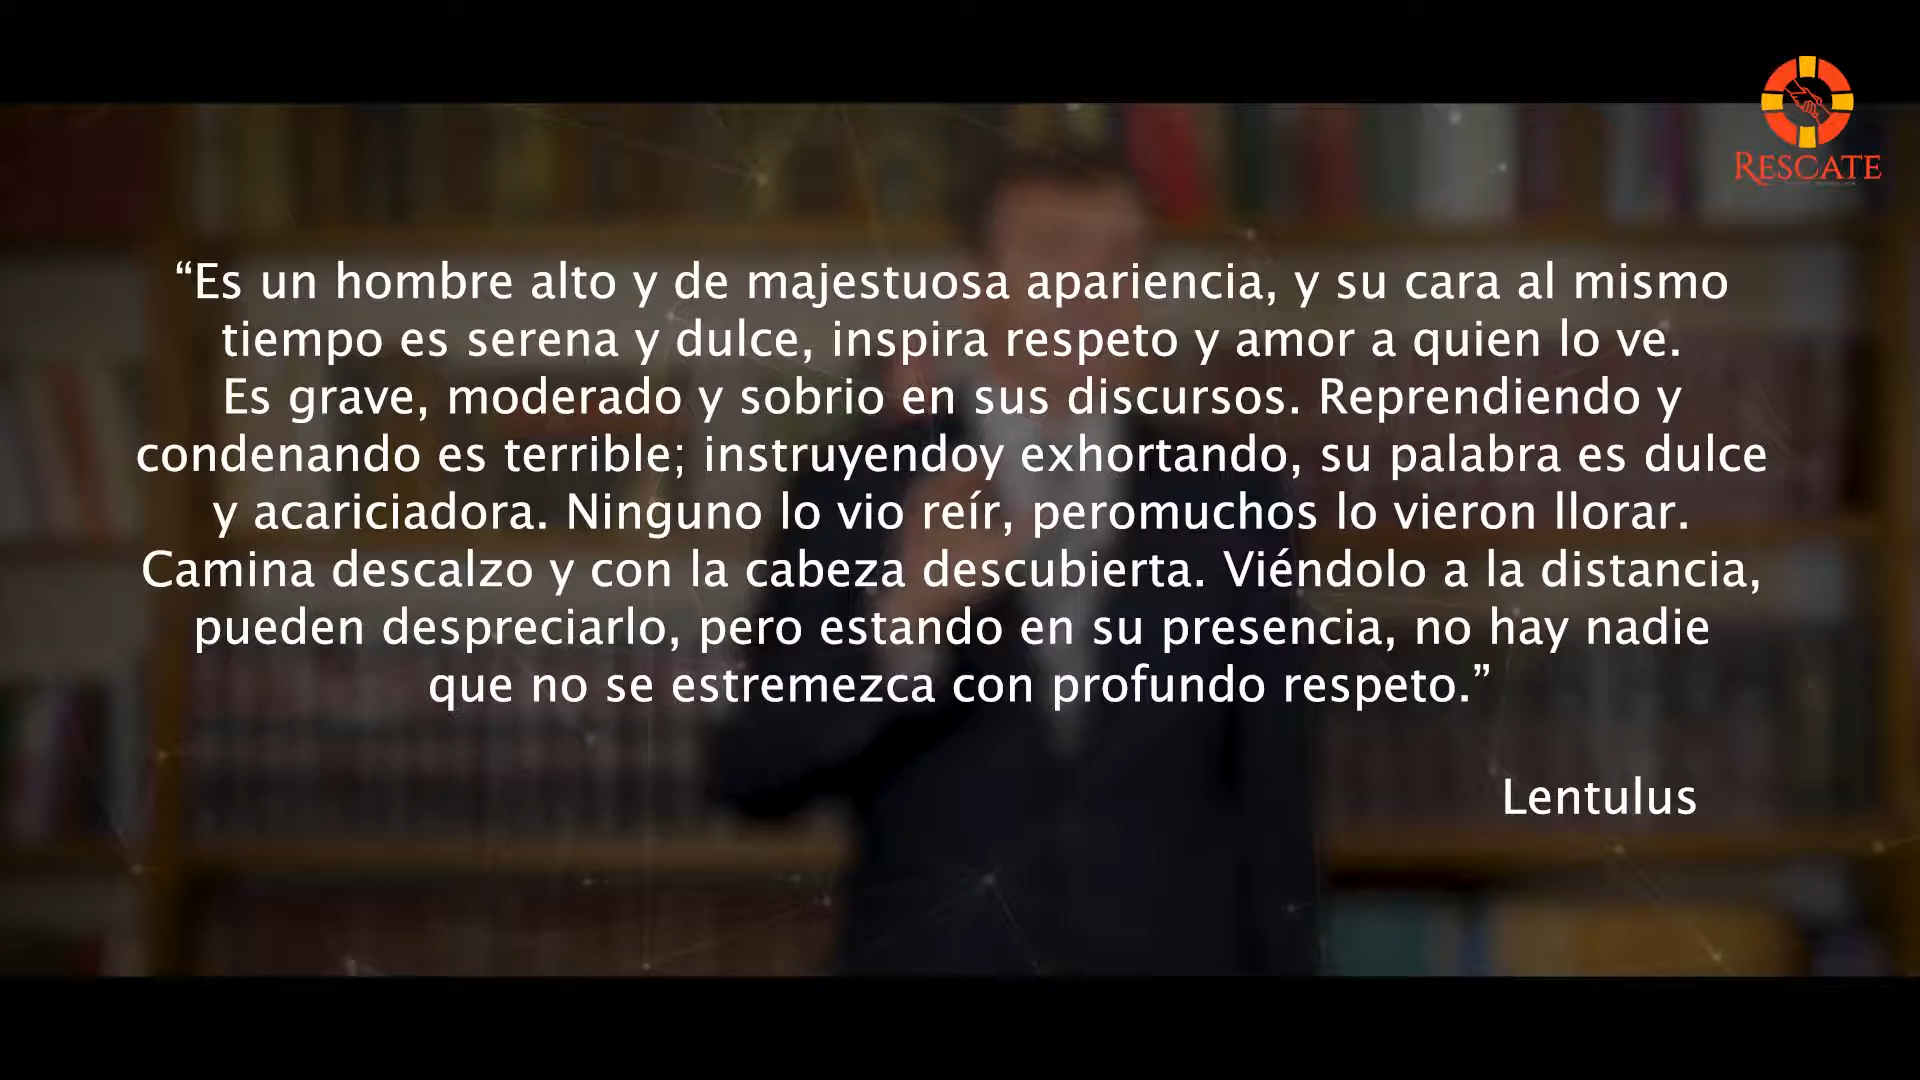 RESCATE
“Es un hombre alto y de majestuosa apariencia, y su cara al mismo
tiempo es serena y dulce, inspira respeto y amor a quien lo ve.
Es grave, moderado y sobrio en sus discursos. Reprendiendo y
condenando es terrible; instruyendoy exhortando, su palabra es dulce
y acariciadora. Ninguno lo vio reír, peromuchos lo vieron llorar.
Camina descalzo y con la cabeza descubierta. Viéndolo a la distancia,
pueden despreciarlo, pero estando en su presencia, no hay nadie
que no se estremezca con profundo respeto.”
Lentulus